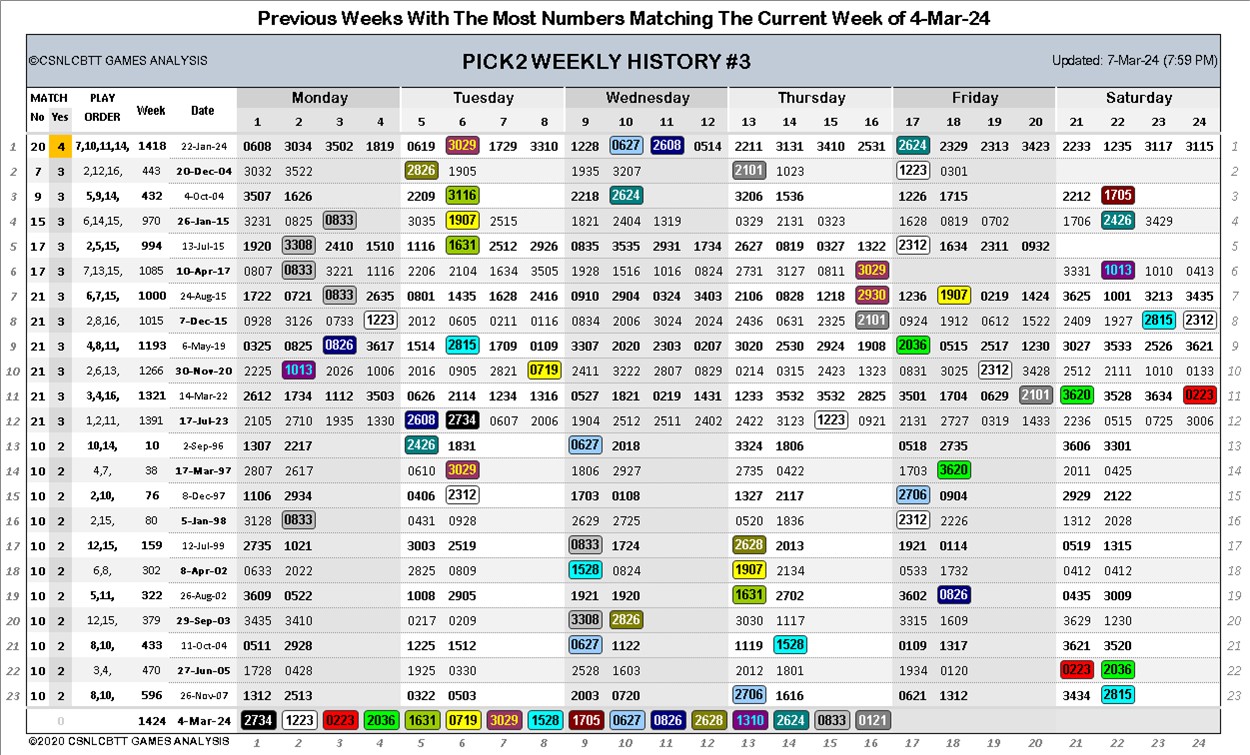 Previous Weeks With The Most Numbers Matching The Current Week of 4-Mar-24
©CSNLCBTT GAMES ANALYSIS PICK2 WEEKLY HISTORY #3 Updated: 7-Mar-24 (7:59 PM)
MATCH PLAY Week Date Monday Tuesday Wednesday Thursday Friday Saturday
No Yes ORDER 1 2 3 4 5 6 7 8 9 10 11 12 13 14 15 16 17 18 19 20 21 22 23 24
1 20 4 7,10,11,14, 1418 22-Jan-24 0608 3034 3502 1819 0619 3029 1729 3310 1228 0627 2608 0514 2211 3131 3410 2531 2624 2329 2313 3423 2233 1235 3117 3115 1
2 7 3 2,12,16, 443 20-Dec-04 3032 3522 2826 1905 1935 3207 2101 1023 1223 0301 2
3 9 3 5,9,14, 432 4-Oct-04 3507 1626 2209 3116 2218 2624 3206 1536 1226 1715 2212 1705 3
4 15 3 6,14,15, 970 26-Jan-15 3231 0825 0833 3035 1907 2515 1821 2404 1319 0329 2131 0323 1628 0819 0702 1706 2426 3429 4
5 17 3 2,5,15, 994 13-Jul-15 1920 3308 2410 1510 1116 1631 2512 2926 0835 3535 2931 1734 2627 0819 0327 1322 2312 1634 2311 0932 5
6 17 3 7,13,15, 1085 10-Apr-17 0807 0833 3221 1116 2206 2104 1634 3505 1928 1516 1016 0824 2731 3127 0811 3029 3331 1013 1010 0413 6
7 21 3 6,7,15, 1000 24-Aug-15 1722 0721 0833 2635 0801 1435 1628 2416 0910 2904 0324 3403 2106 0828 1218 2930 1236 1907 0219 1424 3625 1001 3213 3435 7
8 21 3 2,8,16, 1015 7-Dec-15 0928 3126 0733 1223 2012 0605 0211 0116 0834 2006 3024 2024 2436 0631 2325 2101 0924 1912 0612 1522 2409 1927 2815 2312 8
9 21 3 4,8,11, 1193 6-May-19 0325 0825 0826 3617 1514 2815 1709 0109 3307 2020 2303 0207 3020 2530 2924 1908 2036 0515 2517 1230 3027 3533 2526 3621 9
10 21 3 2,6,13, 1266 30-Nov-20 2225 1013 2026 1006 2016 0905 2821 0719 2411 3222 2807 0829 0214 0315 2423 1323 0831 3025 2312 3428 2512 2111 1010 0133 10
11 21 3 3,4,16, 1321 14-Mar-22 2612 1734 1112 3503 0626 2114 1234 1316 0527 1821 0219 1431 1233 3532 3532 2825 3501 1704 0629 2101 3620 3528 3634 0223 11
12 21 3 1,2,11, 1391 17-Jul-23 2105 2710 1935 1330 2608 2734 0607 2006 1904 2512 2511 2402 2422 3123 1223 0921 2131 2727 0319 1433 2236 0515 0725 3006 12
13 10 2 10,14, 10 2-Sep-96 1307 2217 2426 1831 0627 2018 3324 1806 0518 2735 3606 3301 13
14 10 2 4,7, 38 17-Mar-97 2807 2617 0610 3029 1806 2927 2735 0422 1703 3620 2011 0425 14
15 10 2 2,10, 76 8-Dec-97 1106 2934 0406 2312 1703 0108 1327 2117 2706 0904 2929 2122 15
16 10 2 2,15, 80 5-Jan-98 3128 0833 0431 0928 2629 2725 0520 1836 2312 2226 1312 2028 16
17 10 2 12,15, 159 12-Jul-99 2735 1021 3003 2519 0833 1724 2628 2013 1921 0114 0519 1315 17
18 10 2 6,8, 302 8-Apr-02 0633 2022 2825 0809 1528 0824 1907 2134 0533 1732 0412 0412 18
19 10 2 5,11, 322 26-Aug-02 3609 0522 1008 2905 1921 1920 1631 2702 3602 0826 0435 3009 19
20 10 2 12,15, 379 29-Sep-03 3435 3410 0217 0209 3308 2826 3030 1117 3315 1609 3629 1230 20
21 10 2 8,10, 433 11-Oct-04 0511 2928 1225 1512 0627 1122 1119 1528 0109 1317 3621 3520 21
22 10 2 3,4, 470 27-Jun-05 1728 0428 1925 0330 2528 1603 2012 1801 1934 0120 0223 2036 22
23 10 2 8,10, 596 26-Nov-07 1312 2513 0322 0503 2003 0720 2706 1616 0621 1312 3434 2815 23
0 1424 4-Mar-24 2734 1223 0223 2036 1631 0719 3029 1528 1705 0627 0826 2628 1310 2624 0833 0121
©2020 CSNLCBTT GAMES ANALYSIS 1 2 3 4 5 6 7 8 9 10 11 12 13 14 15 16 17 18 19 20 21 22 23 24